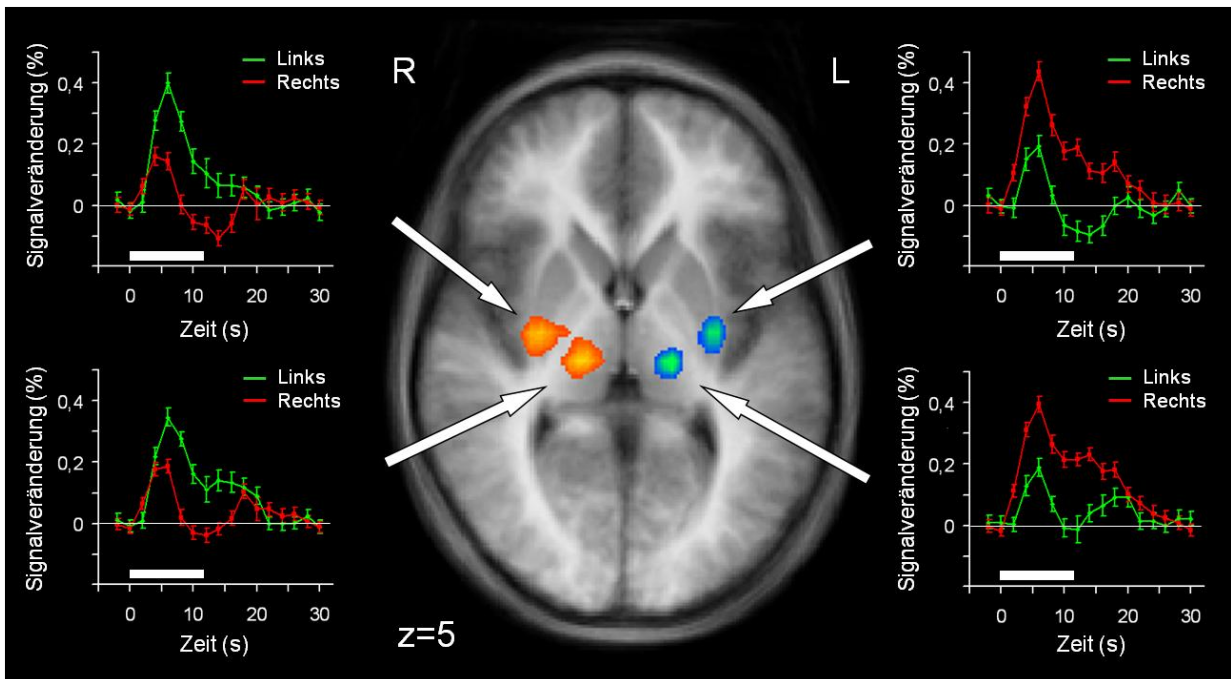 Signalveränderung (%)
0,4
0,2
0
Links
Rechts
0 10 20 30
Zeit (s)
R
L
Signalveränderung (%)
0,4
0,2
0
Links
Rechts
0 10 20 30
Zeit (s)
Signalveränderung (%)
0,4
0,2
0
Links
Rechts
0 10 20 30
Zeit (s)
z=5
Signalveränderung (%)
0,4
0,2
0
Links
Rechts
0 10 20 30
Zeit (s)